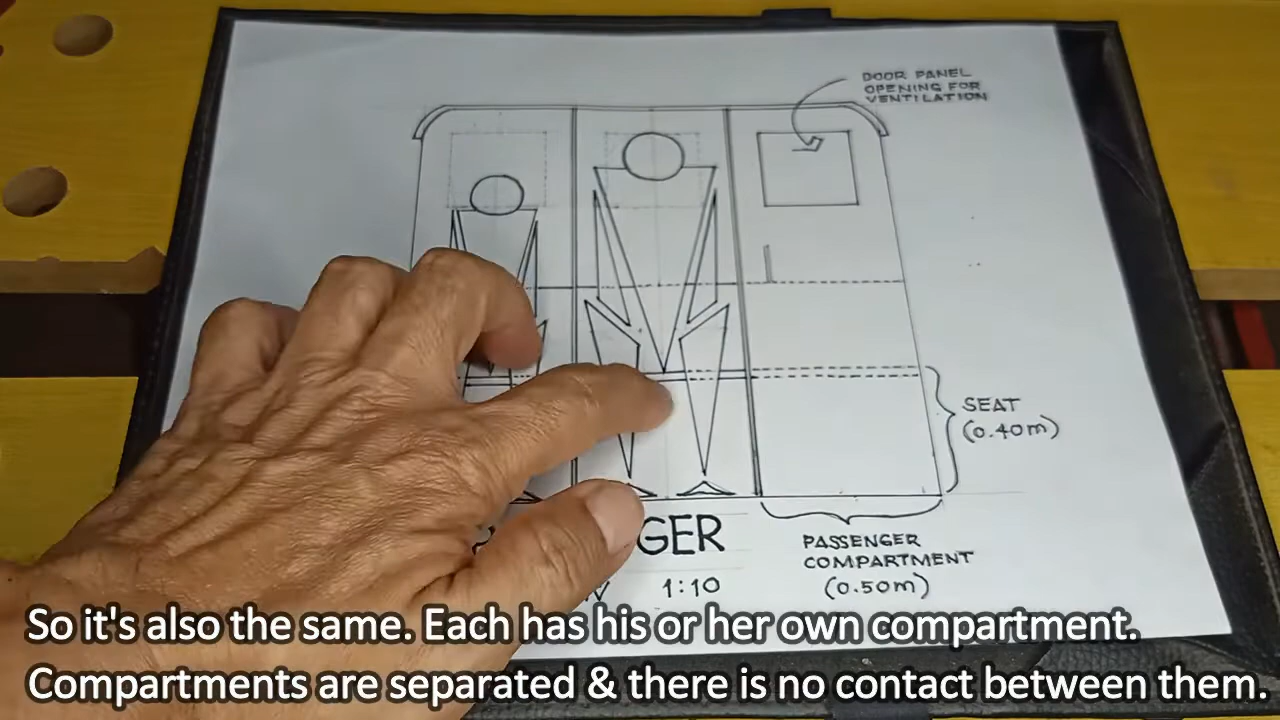 DOOR PANEL
OPENING FOR
VENTILATION
SEAT
(0.40m)
GER
1:10
PASSENGER
COMPARTMENT
(0.50m)
So it's also the same. Each has his or her own compartment.
Compartments are separated & there is no contact between them.